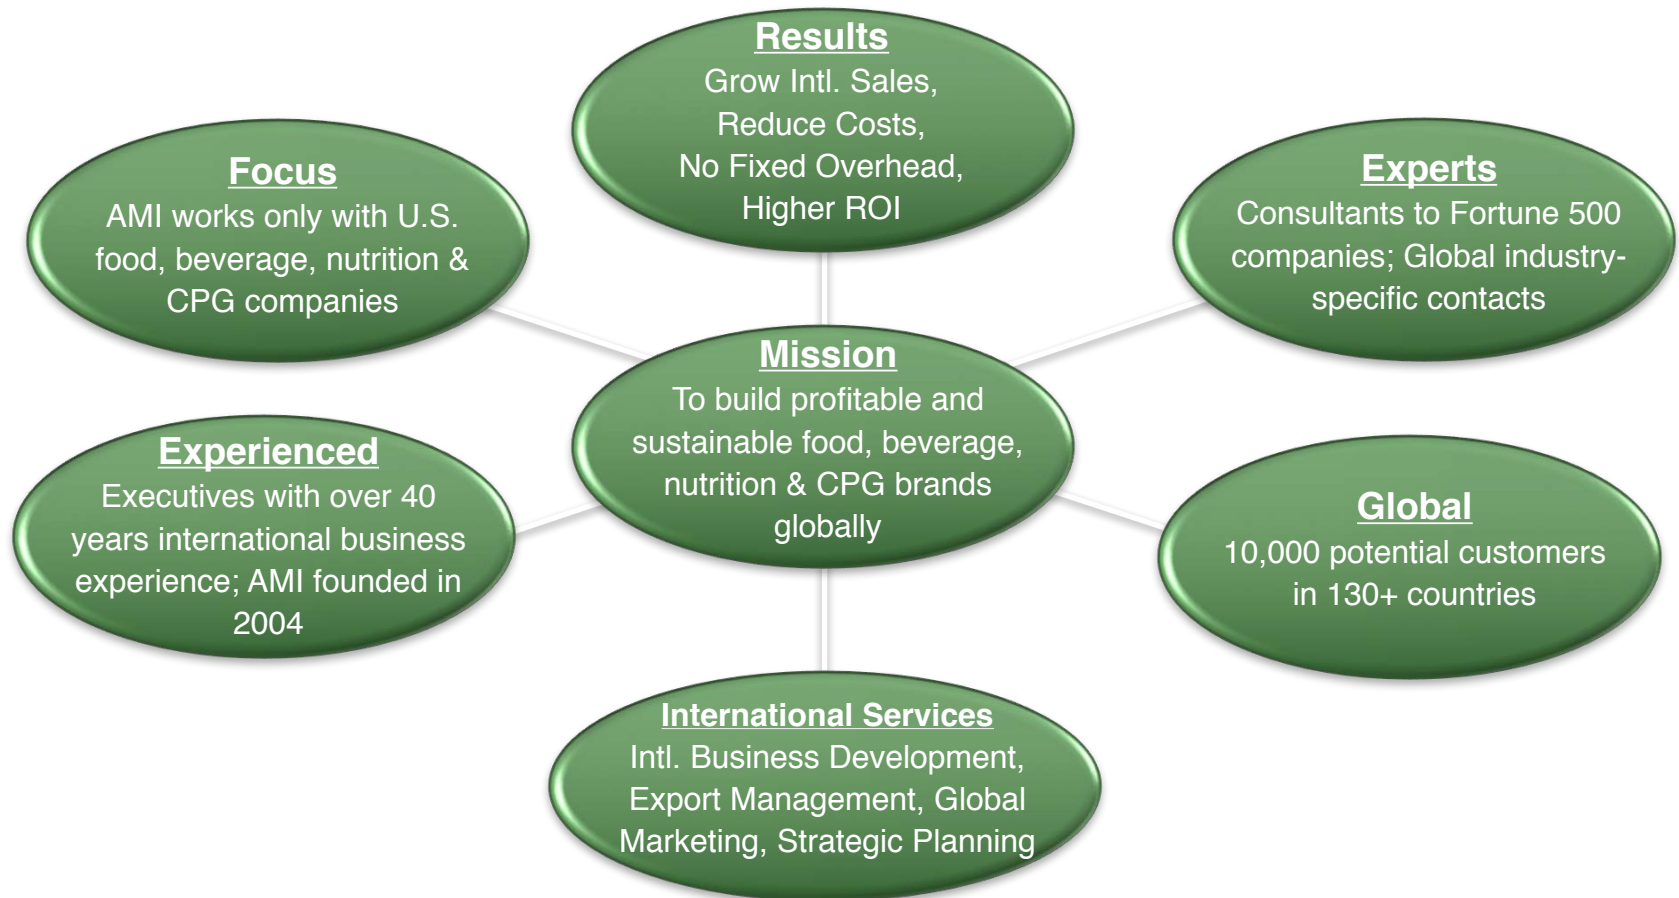 Results
Grow Intl. Sales,
Reduce Costs,
No Fixed Overhead,
Higher ROI
Focus
AMI works only with U.S.
food, beverage, nutrition &
CPG companies
Experts
Consultants to Fortune 500
companies; Global industry-
specific contacts
Mission
To build profitable and
sustainable food, beverage,
nutrition & CPG brands
globally
Experienced
Executives with over 40
years international business
experience; AMI founded in
2004
Global
10,000 potential customers
in 130+ countries
International Services
Intl. Business Development,
Export Management, Global
Marketing, Strategic Planning